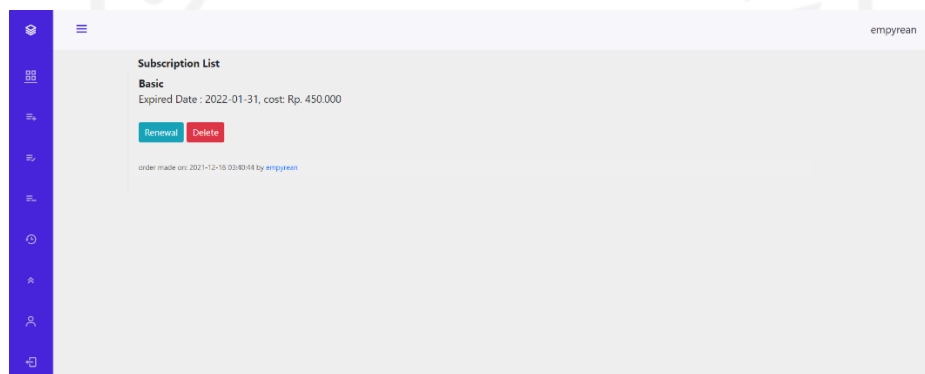 empyrean
Subscription List
Basic
Expired Date : 2022-01-31, cost: Rp. 450.000
Renewal Delete
order made on: 2021-12-16 03:40:44 by empyrean